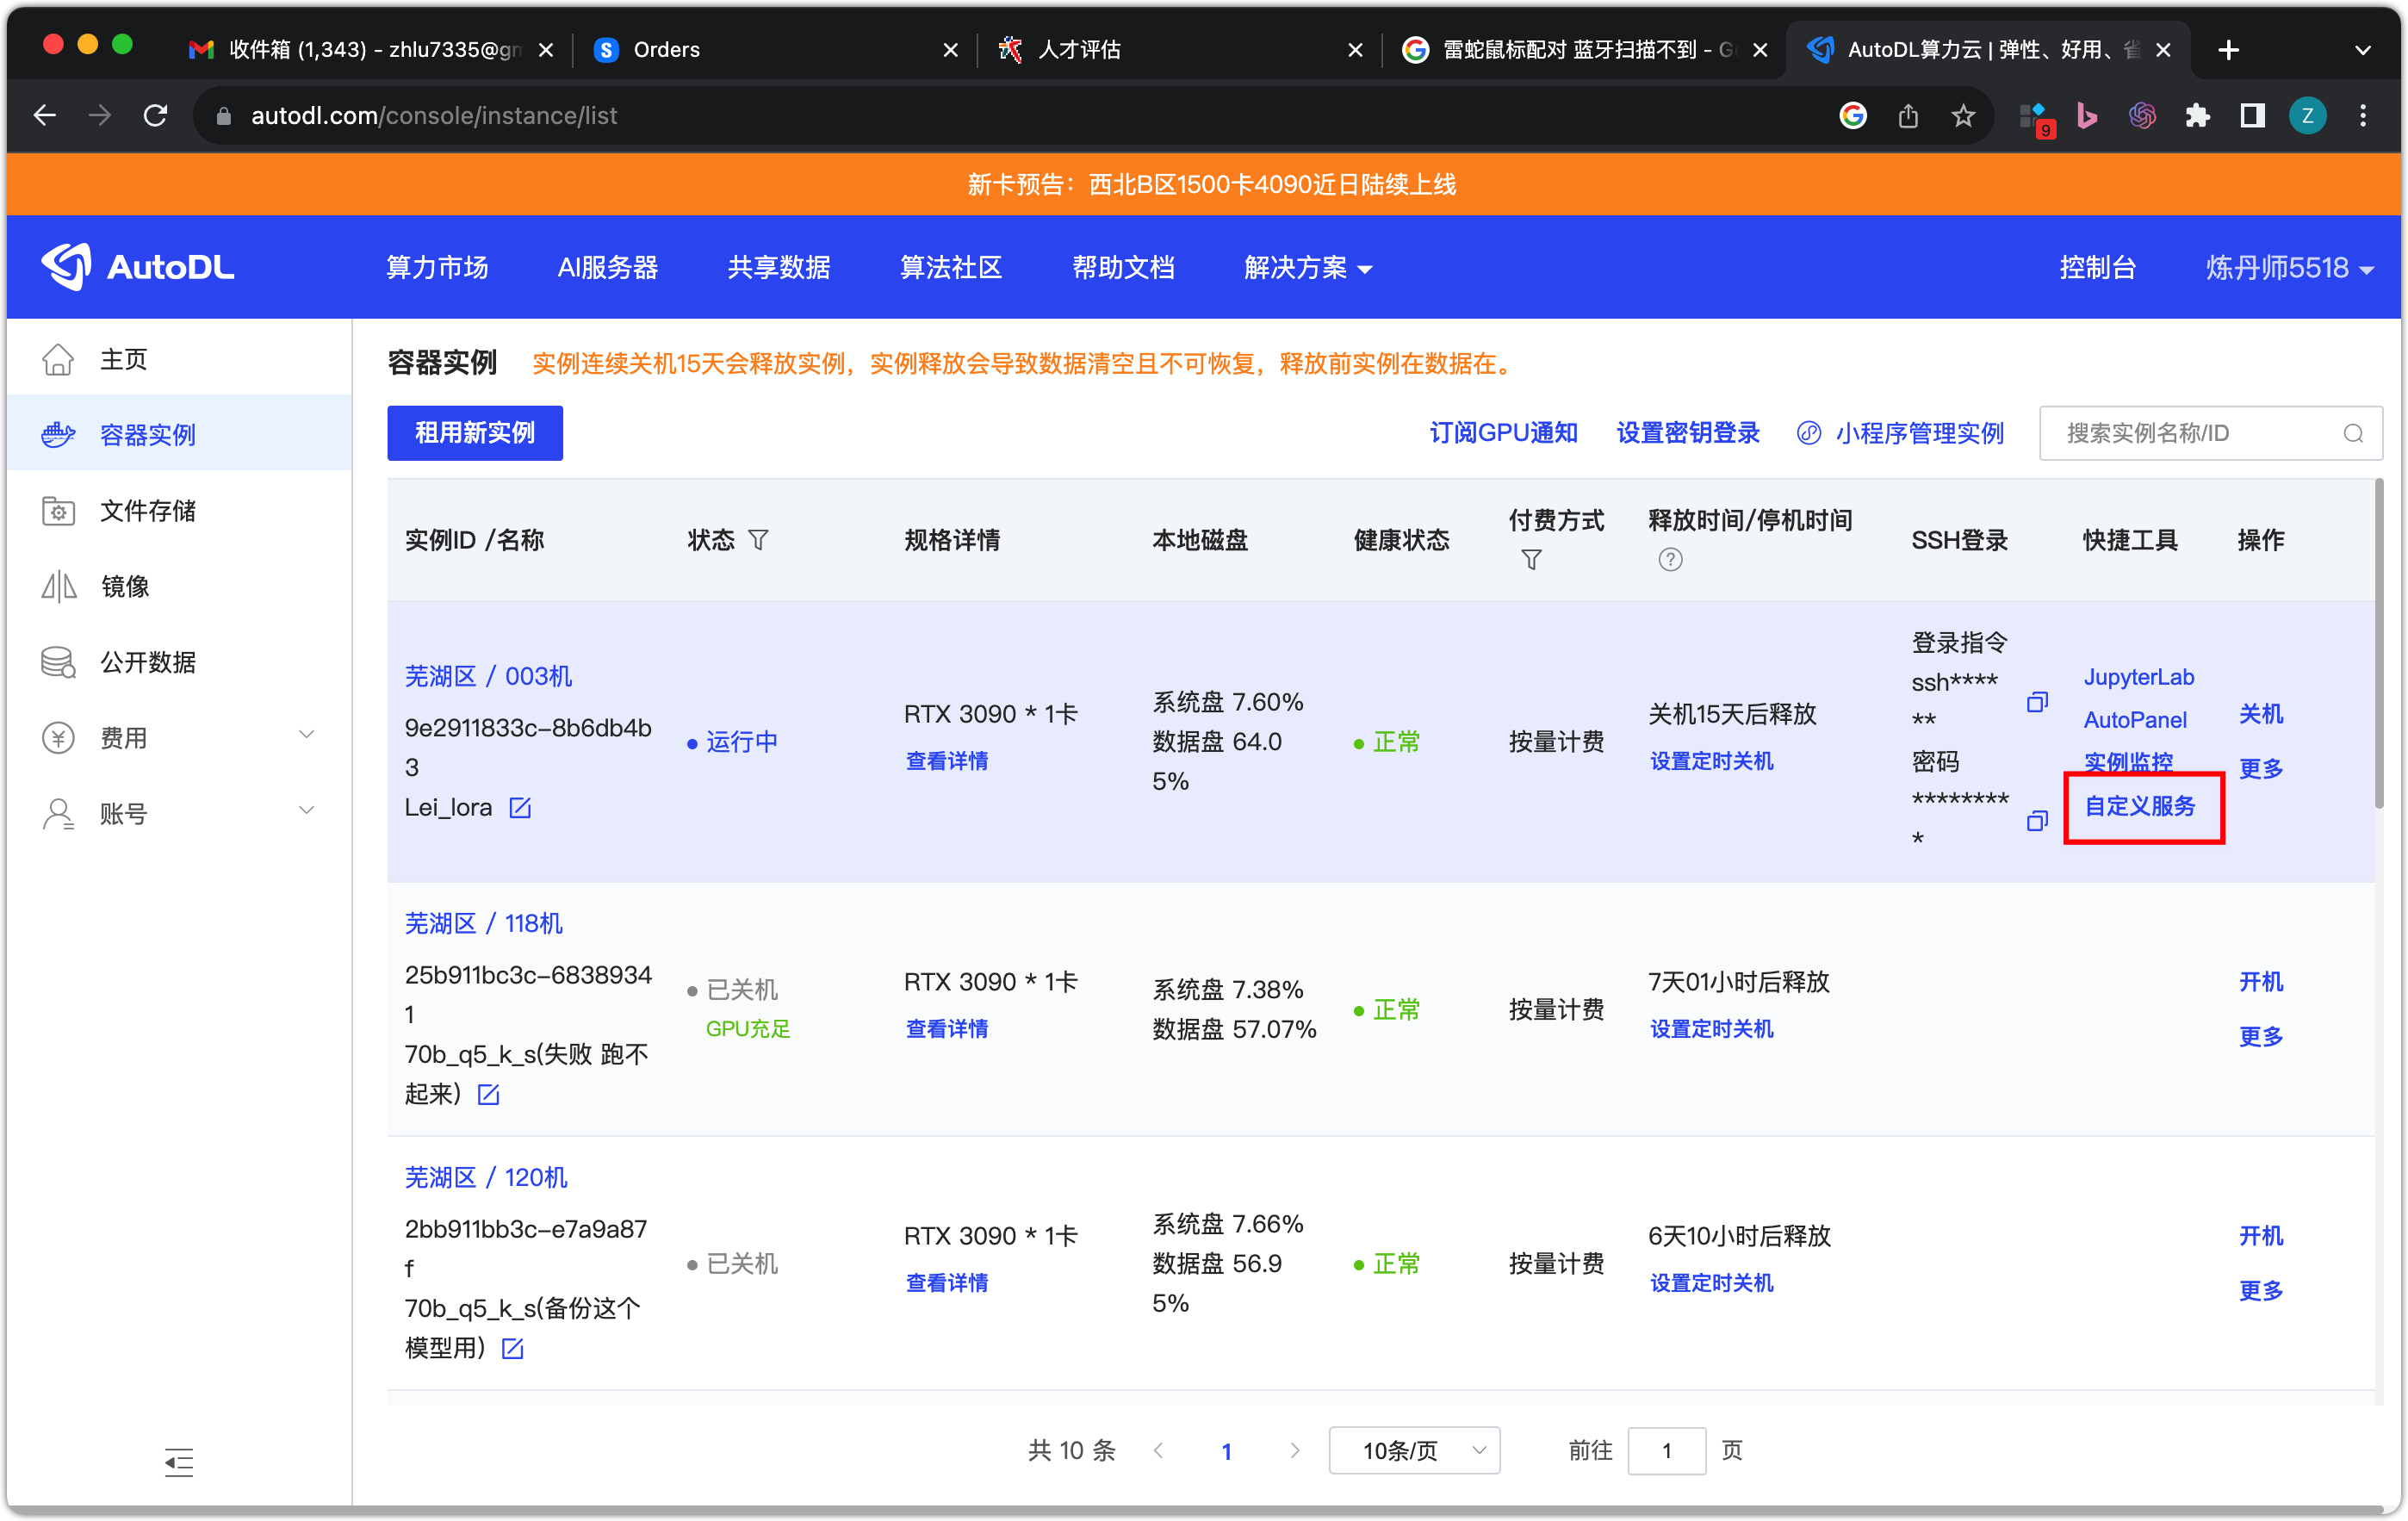 收件箱 (1,343) - zhlu7335@gm
Orders
人才评估
雷蛇鼠标配对 蓝牙扫描不到 - G
AutoDL算力云 | 弹性、好用、省
autodl.com/console/instance/list
9
Z
新卡预告：西北B区1500卡4090近日陆续上线
AutoDL
算力市场
AI服务器
共享数据
算法社区
帮助文档
解决方案
控制台
炼丹师5518
主页
容器实例
文件存储
镜像
公开数据
费用
账号
容器实例
实例连续关机15天会释放实例，实例释放会导致数据清空且不可恢复，释放前实例在数据在。
租用新实例
订阅GPU通知
设置密钥登录
小程序管理实例
搜索实例名称/ID
实例ID /名称
状态
规格详情
本地磁盘
健康状态
付费方式
释放时间/停机时间
SSH登录
快捷工具
操作
芜湖区 / 003机
9e2911833c-8b6db4b
3
Lei_lora
运行中
RTX 3090 * 1卡
查看详情
系统盘 7.60%
数据盘 64.0
5%
正常
按量计费
关机15天后释放
设置定时关机
登录指令
ssh****
**
密码
********
*
JupyterLab
AutoPanel
实例监控
自定义服务
关机
更多
芜湖区 / 118机
25b911bc3c-6838934
1
70b_q5_k_s(失败 跑不
起来)
已关机
GPU充足
RTX 3090 * 1卡
查看详情
系统盘 7.38%
数据盘 57.07%
正常
按量计费
7天01小时后释放
设置定时关机
开机
更多
芜湖区 / 120机
2bb911bb3c-e7a9a87
f
70b_q5_k_s(备份这个
模型用)
已关机
RTX 3090 * 1卡
查看详情
系统盘 7.66%
数据盘 56.9
5%
正常
按量计费
6天10小时后释放
设置定时关机
开机
更多
共 10 条
1
10条/页
前往
1
页